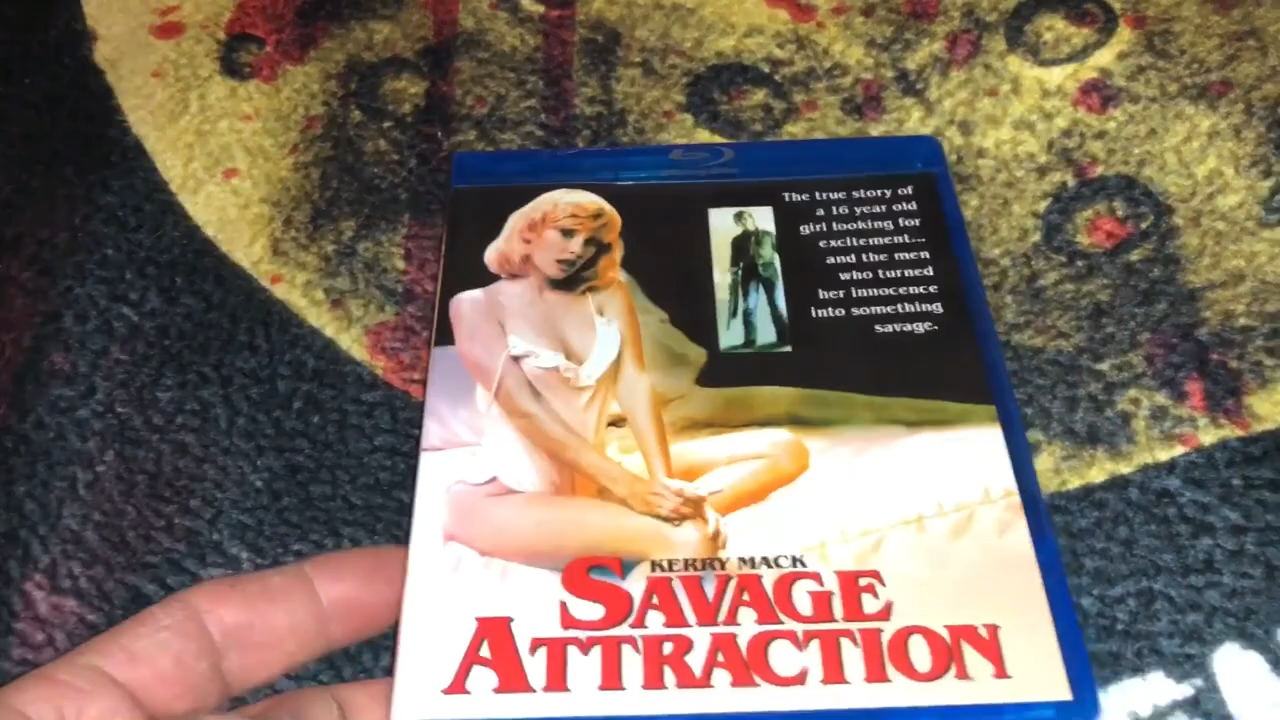 The true story of
a 16 year old
girl looking for
excitement...
and the men
who turned
her innocence
into something
savage.
KERRY MACK
SAVAGE
ATTRACTION